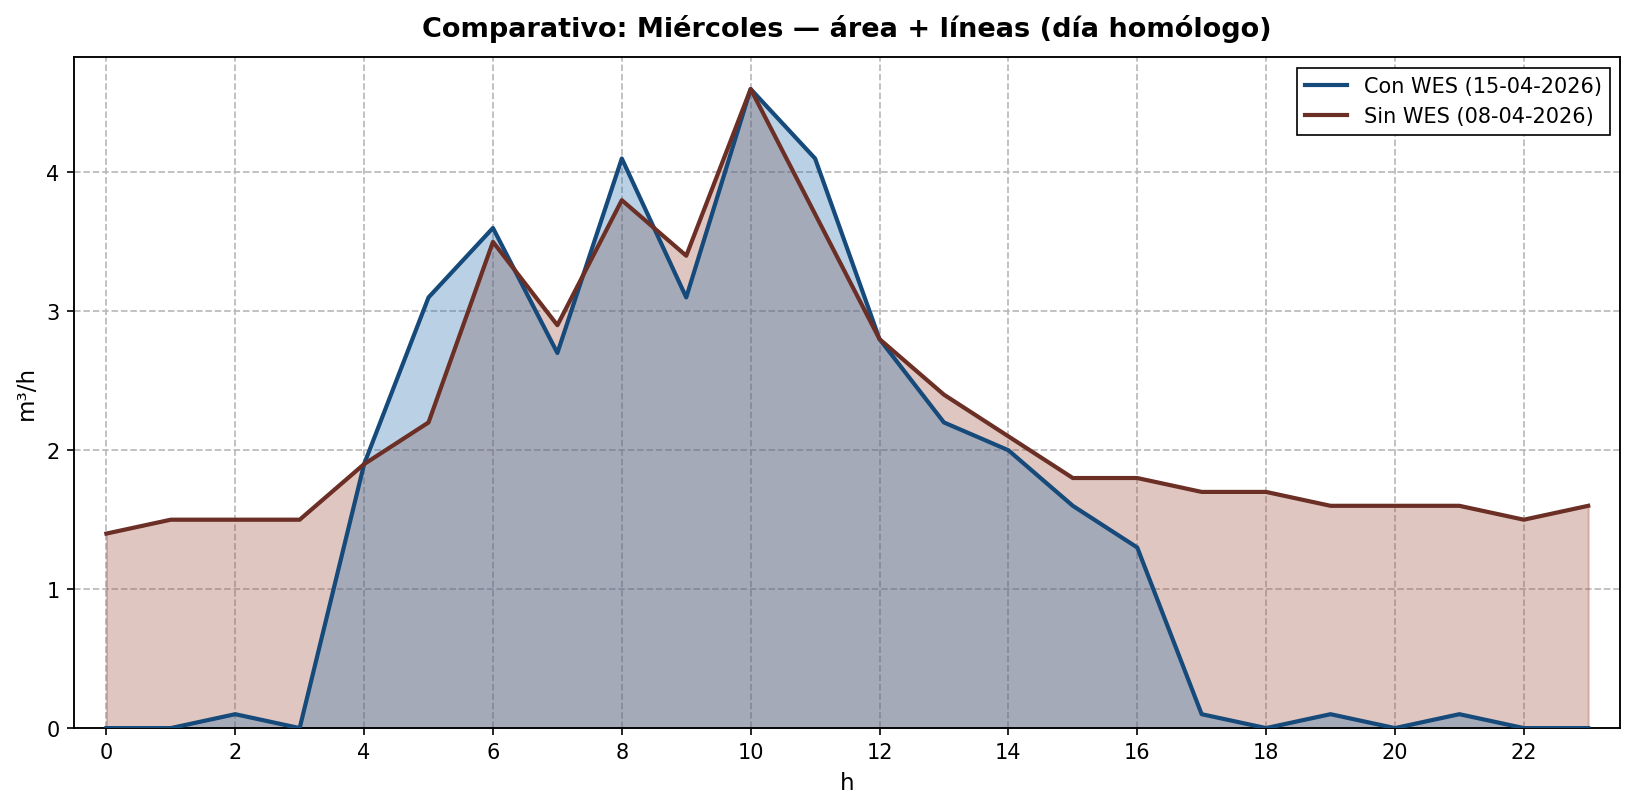 Comparativo: Miércoles — área + líneas (día homólogo)
Con WES (15-04-2026)
Sin WES (08-04-2026)
m³/h
4
3
2
1
0
0 2 4 6 8 10 12 14 16 18 20 22
h